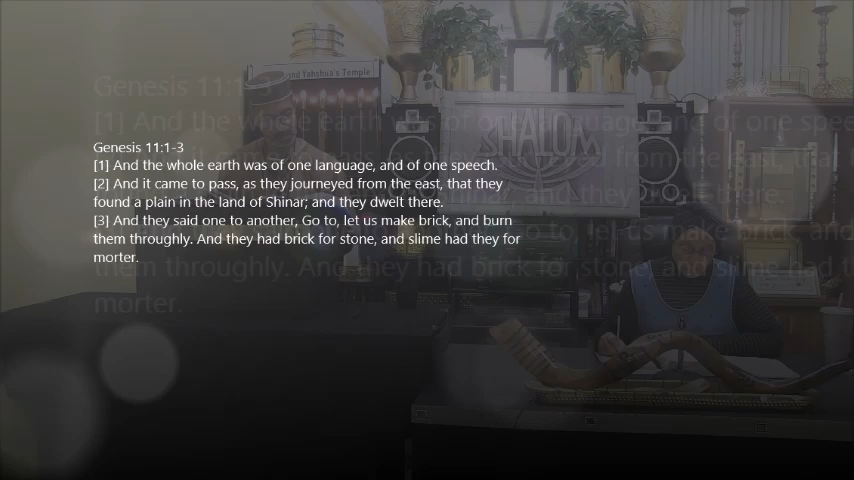 and Yahshua's Temple
SHALOM
Genesis 11:1-3
[1] And the whole earth was of one language, and of one speech.
[2] And it came to pass, as they journeyed from the east, that they
found a plain in the land of Shinar; and they dwelt there.
[3] And they said one to another, Go to, let us make brick, and burn
them throughly. And they had brick for stone, and slime had they for
morter.